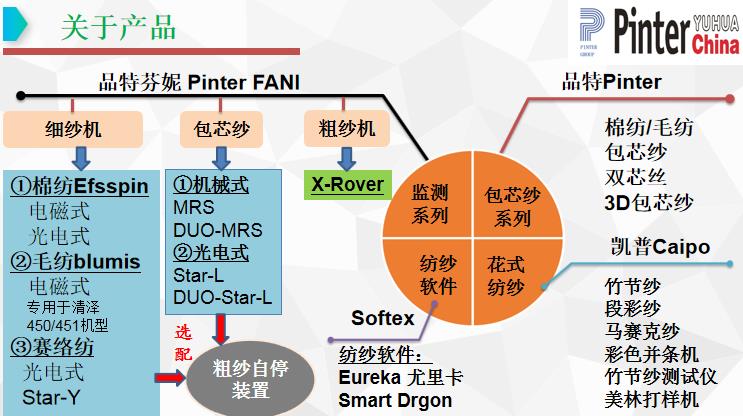 关于产品
PINTER
GROUP
Pinter YUHUA
China
品特芬妮 Pinter FANI
品特Pinter
细纱机
包芯纱
粗纱机
①棉纺Efsspin
电磁式
光电式
②毛纺blumis
电磁式
专用于清泽
450/451机型
③赛络纺
光电式
Star-Y
①机械式
MRS
DUO-MRS
②光电式
Star-L
DUO-Star-L
X-Rover
选
配
粗纱自停
装置
监测
系列
包芯纱
系列
纺纱
软件
花式
纺纱
棉纺/毛纺
包芯纱
双芯丝
3D包芯纱
凯普Caipo
竹节纱
段彩纱
马赛克纱
彩色并条机
竹节纱测试仪
美林打样机
Softex
纺纱软件：
Eureka 尤里卡
Smart Drgon